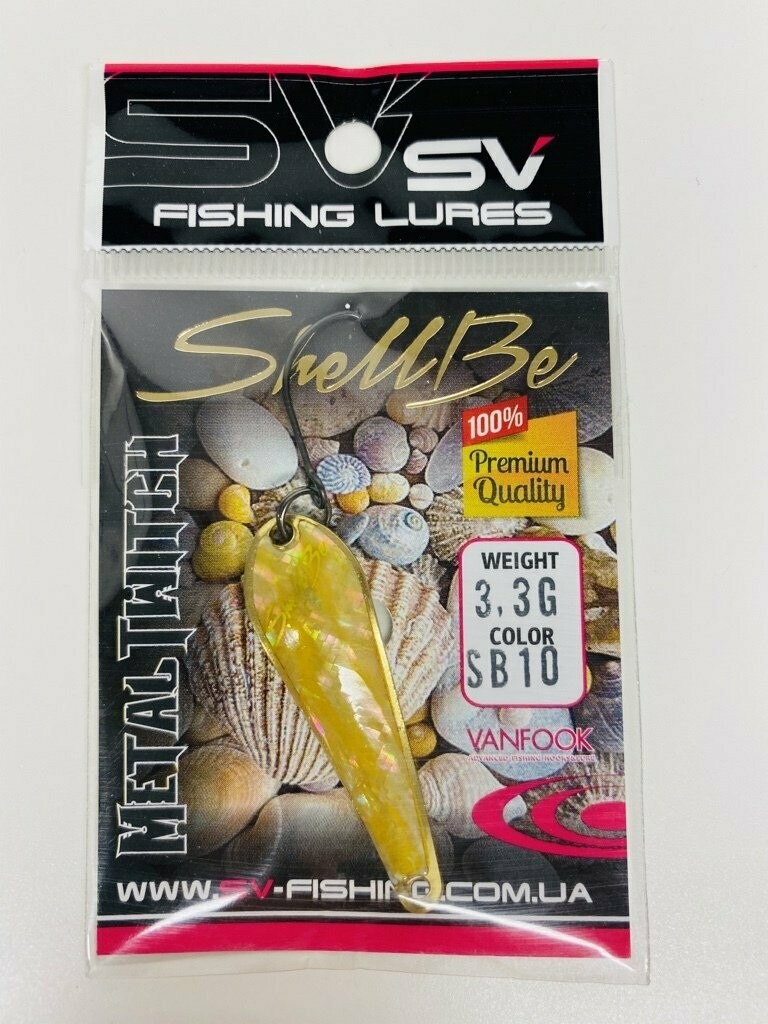 SV
SV
FISHING LURES
ShellBe
100%
Premium
Quality
METAL TWITCH
WEIGHT
3,3G
COLOR
SB10
VANFOOK
WWW.SV-FISHING.COM.UA